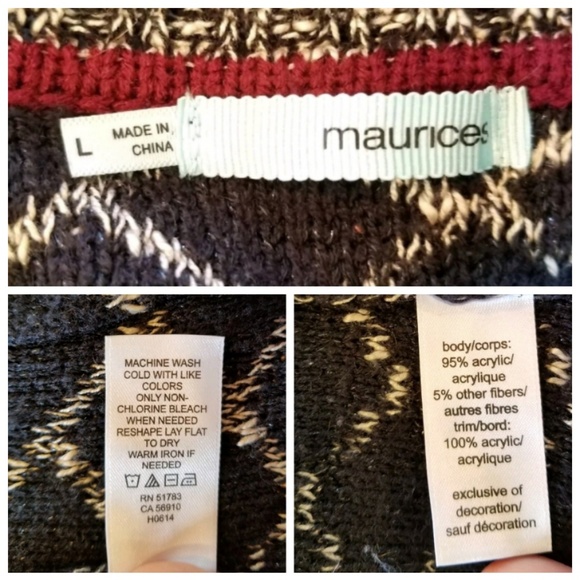 L
MADE IN
CHINA
maurices
MACHINE WASH
COLD WITH LIKE
COLORS
ONLY NON-
CHLORINE BLEACH
WHEN NEEDED
RESHAPE LAY FLAT
TO DRY
WARM IRON IF
NEEDED
RN 51783
CA 56910
H0614
body/corps:
95% acrylic/
acrylique
5% other fibers/
autres fibres
trim/bord:
100% acrylic/
acrylique
exclusive of
decoration/
sauf décoration